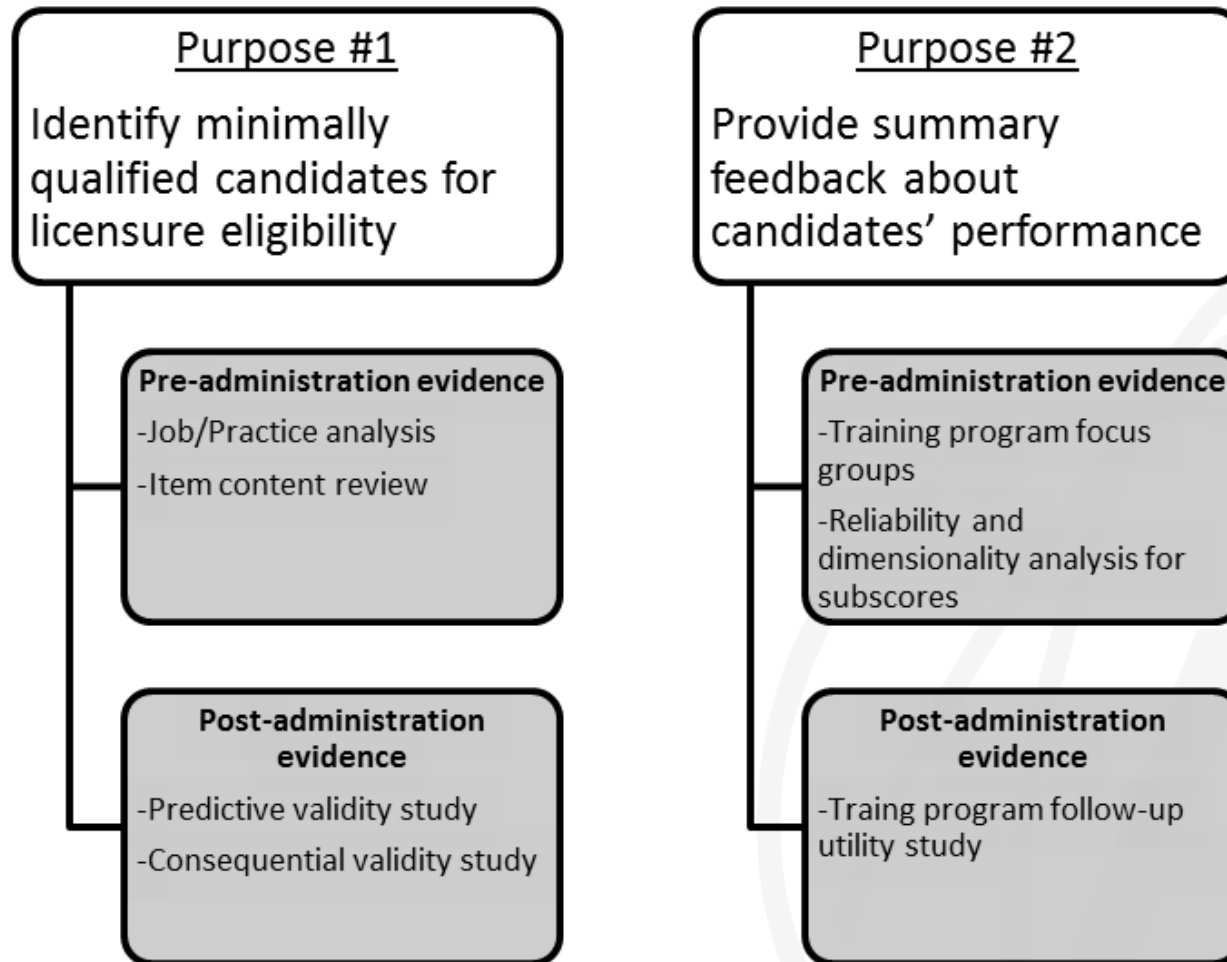 Purpose #1
Identify minimally
qualified candidates for
licensure eligibility
Pre-administration evidence
-Job/Practice analysis
-Item content review
Post-administration
evidence
-Predictive validity study
-Consequential validity study
Purpose #2
Provide summary
feedback about
candidates’ performance
Pre-administration evidence
-Training program focus
groups
-Reliability and
dimensionality analysis for
subscores
Post-administration
evidence
-Traing program follow-up
utility study